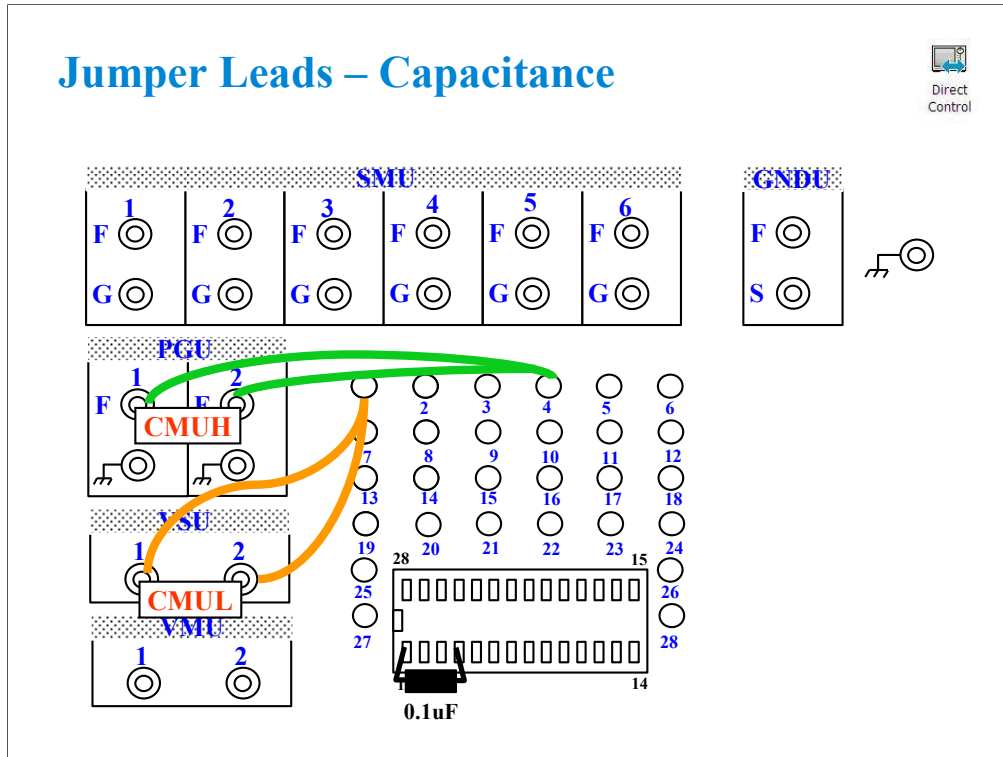 Jumper Leads – Capacitance
Direct
Control
SMU
GNDU
1 2 3 4 5 6
F F F F F F F
G G G G G G S
PGU
1 2
F F
CMUH
2 3 4 5 6
7 8 9 10 11 12
13 14 15 16 17 18
VSU
19 20 21 22 23 24
1 2
28 15
25 26
CMUL
VMU
27 28
1 2
1 14
0.1uF